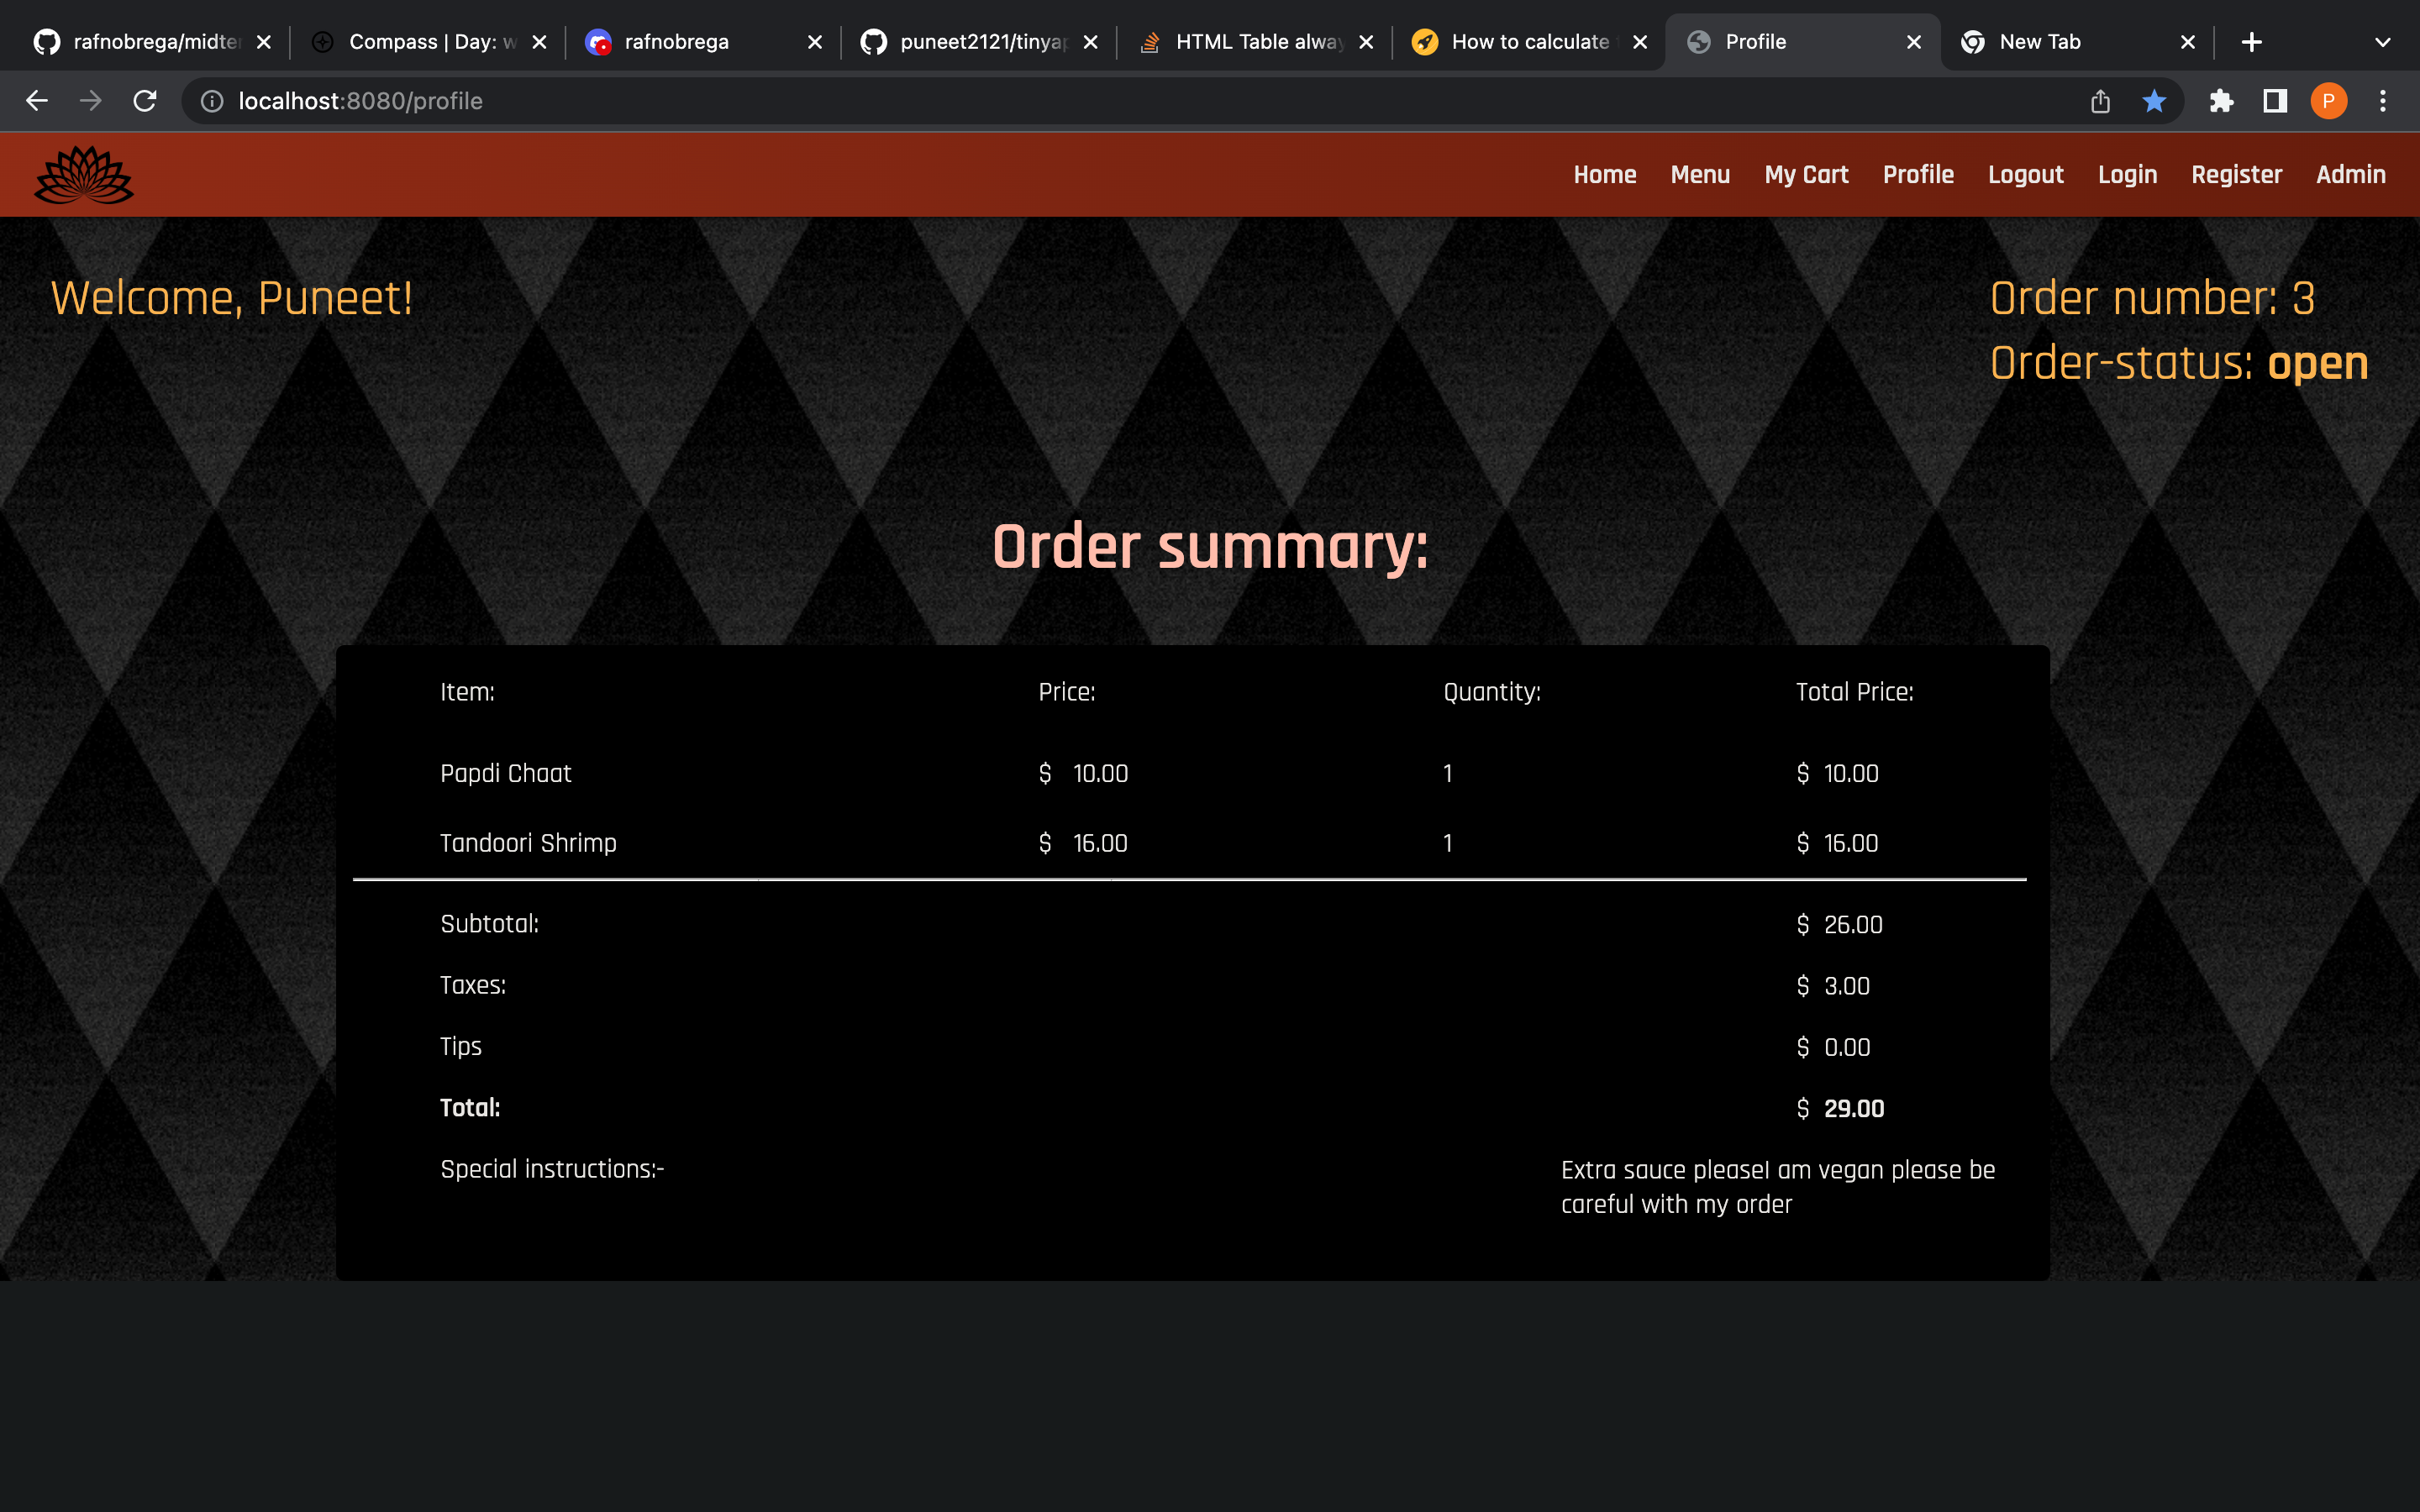 rafnobrega/midter
Compass | Day: w
rafnobrega
puneet2121/tinyap
HTML Table alway
How to calculate
Profile
New Tab
localhost:8080/profile
P
Home Menu My Cart Profile Logout Login Register Admin
Welcome, Puneet!
Order number: 3
Order-status: open
Order summary:
Item: Price: Quantity: Total Price:
Papdi Chaat $ 10.00 1 $ 10.00
Tandoori Shrimp $ 16.00 1 $ 16.00
Subtotal: $ 26.00
Taxes: $ 3.00
Tips $ 0.00
Total: $ 29.00
Special instructions:- Extra sauce pleaseI am vegan please be
careful with my order